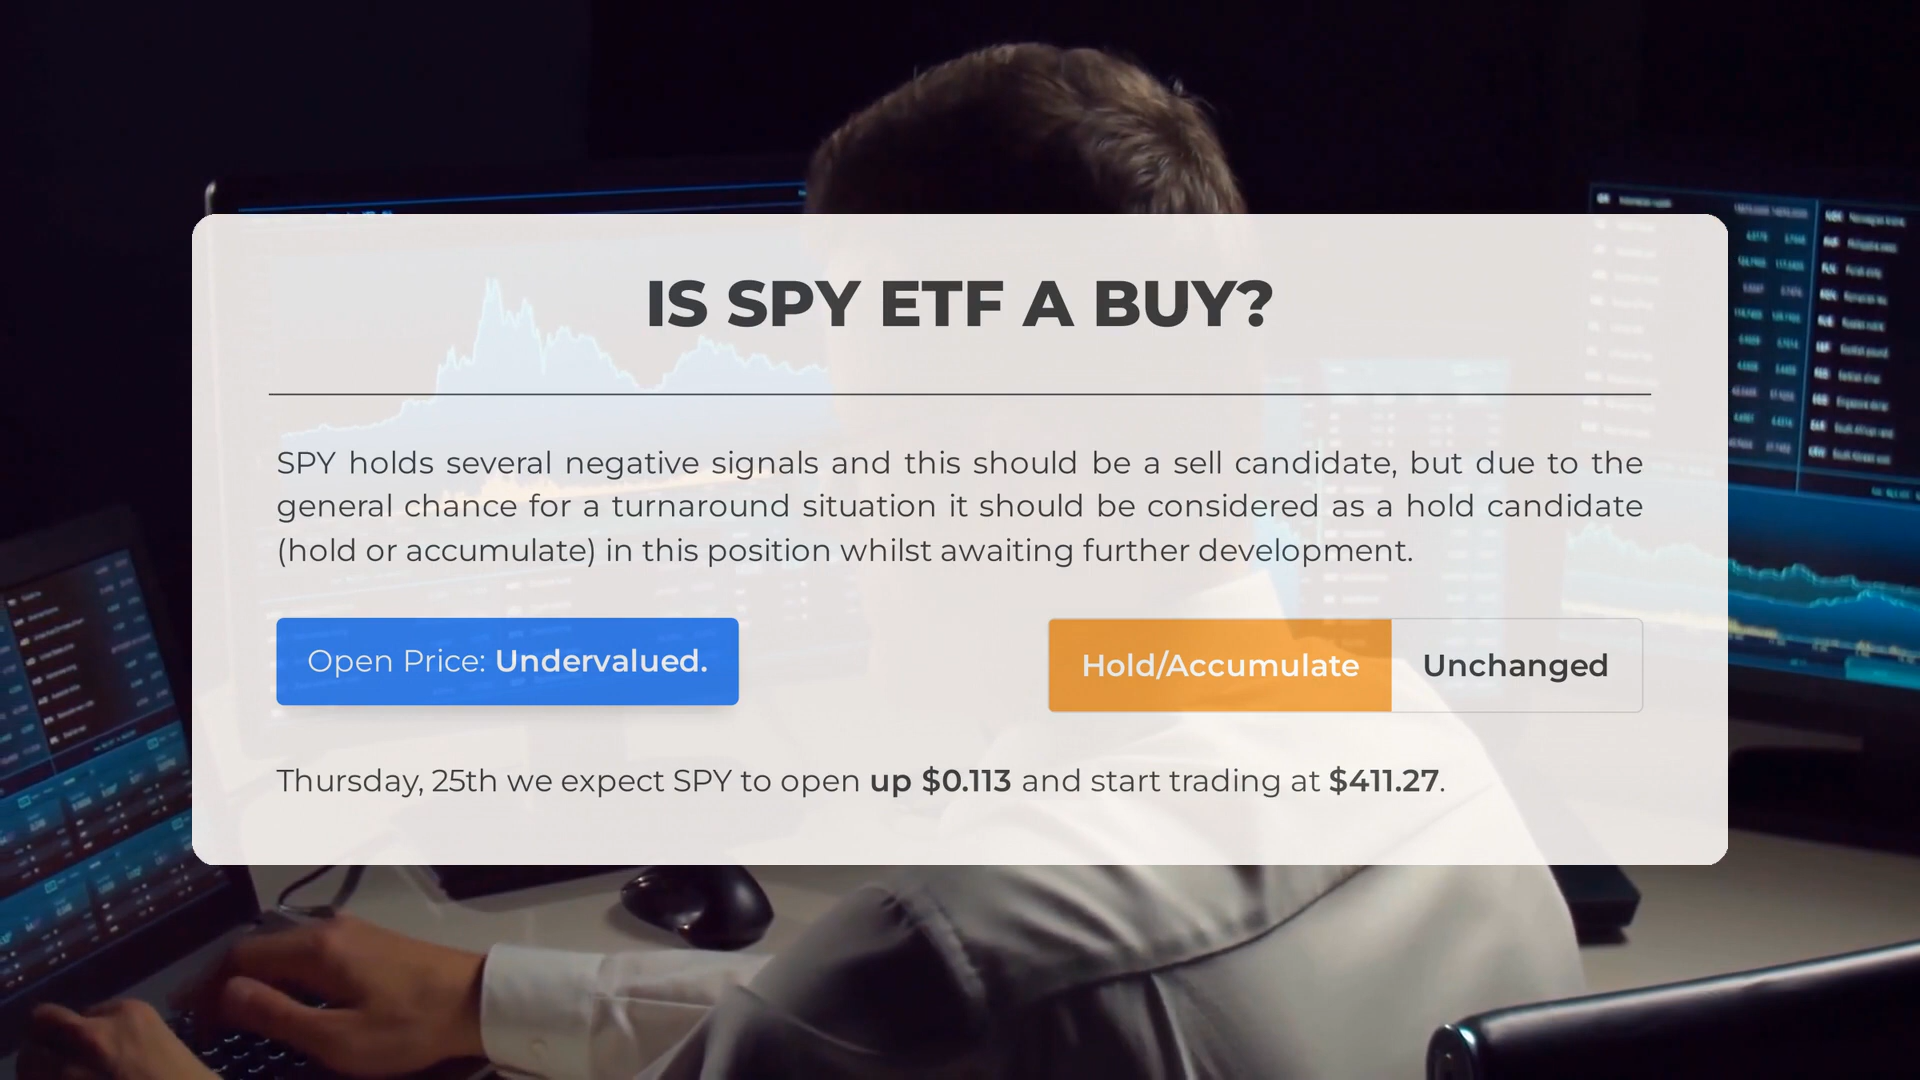 IS SPY ETF A BUY?
SPY holds several negative signals and this should be a sell candidate, but due to the
general chance for a turnaround situation it should be considered as a hold candidate
(hold or accumulate) in this position whilst awaiting further development.
Open Price: Undervalued.
Hold/Accumulate Unchanged
Thursday, 25th we expect SPY to open up $0.113 and start trading at $411.27.